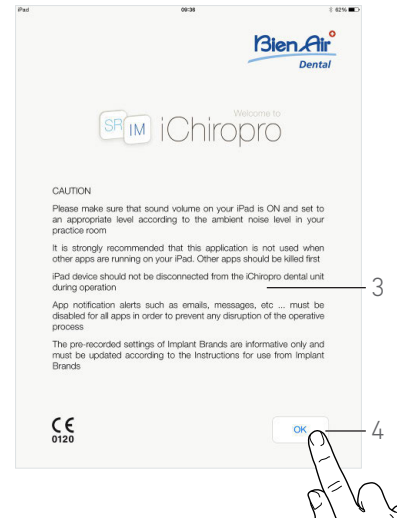 iPad 09:36 62%
Bien Air
Dental
Welcome to
SR IM iChiropro
CAUTION
Please make sure that sound volume on your iPad is ON and set to
an appropriate level according to the ambient noise level in your
practice room
It is strongly recommended that this application is not used when
other apps are running on your iPad. Other apps should be killed first
iPad device should not be disconnected from the iChiropro dental unit
during operation
3
App notification alerts such as emails, messages, etc ... must be
disabled for all apps in order to prevent any disruption of the operative
process
The pre-recorded settings of Implant Brands are informative only and
must be updated according to the Instructions for use from Implant
Brands
CE
0120
OK
4